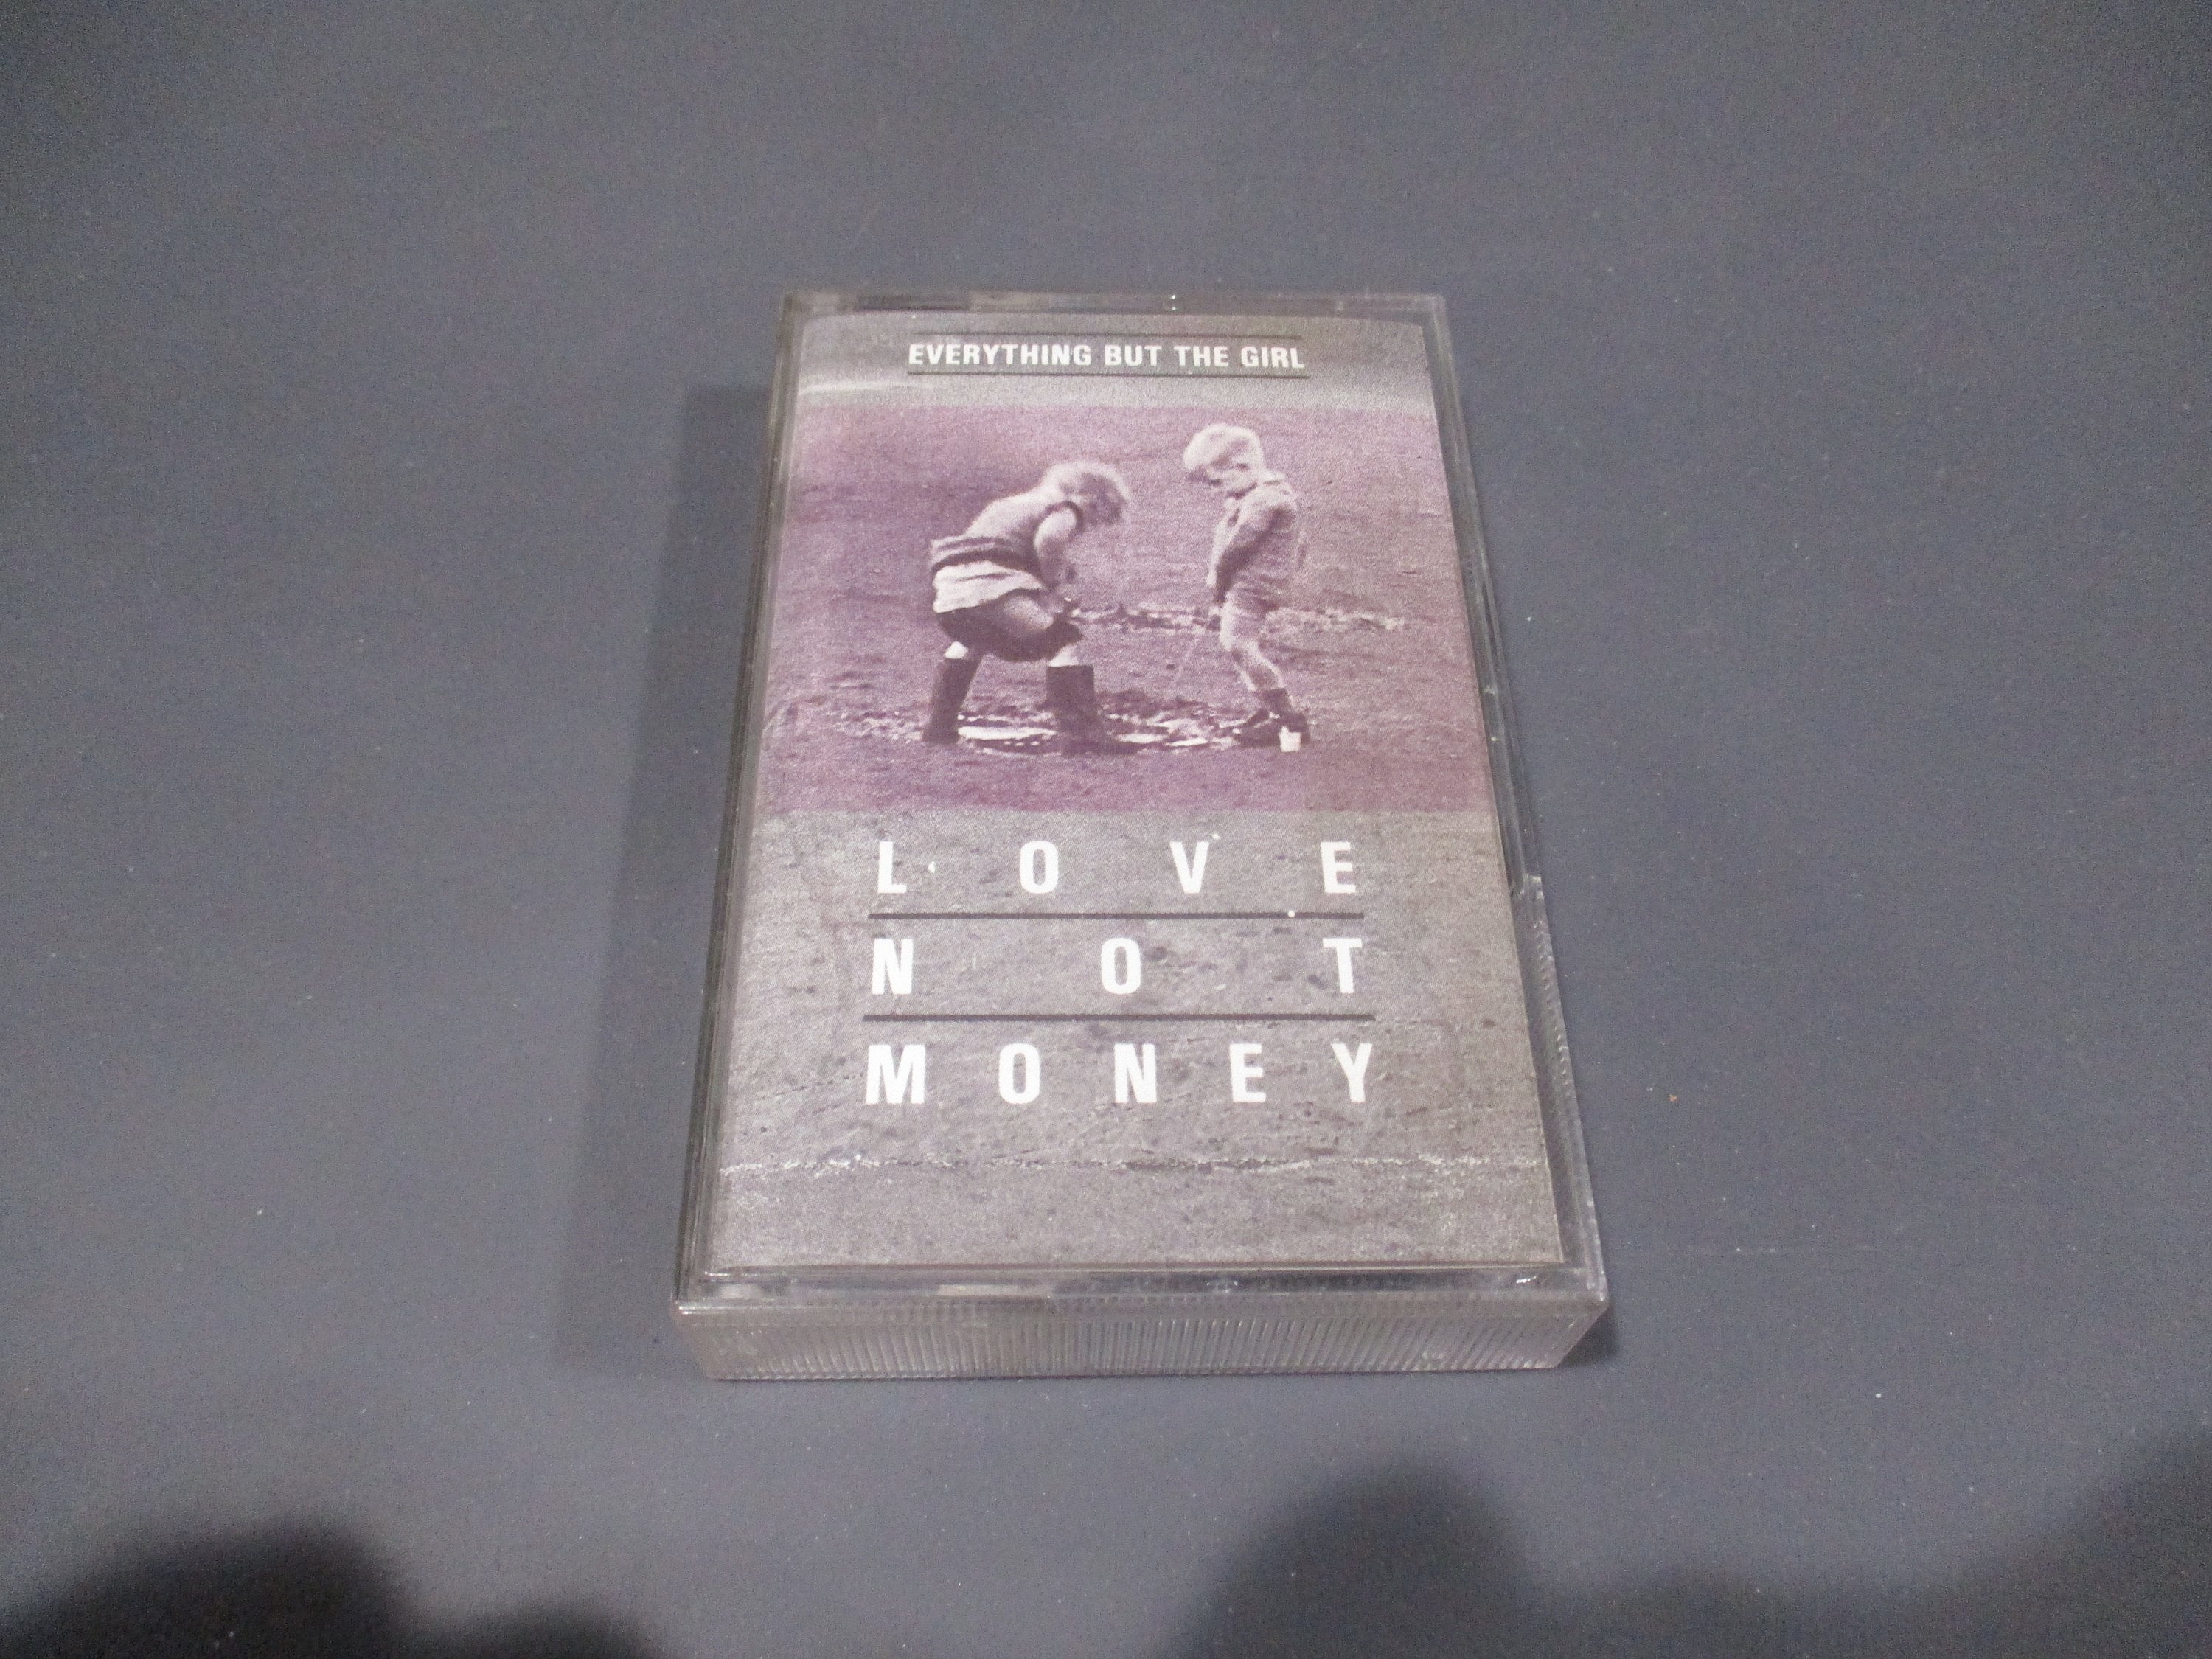 EVERYTHING BUT THE GIRL
LOVE
NOT
MONEY